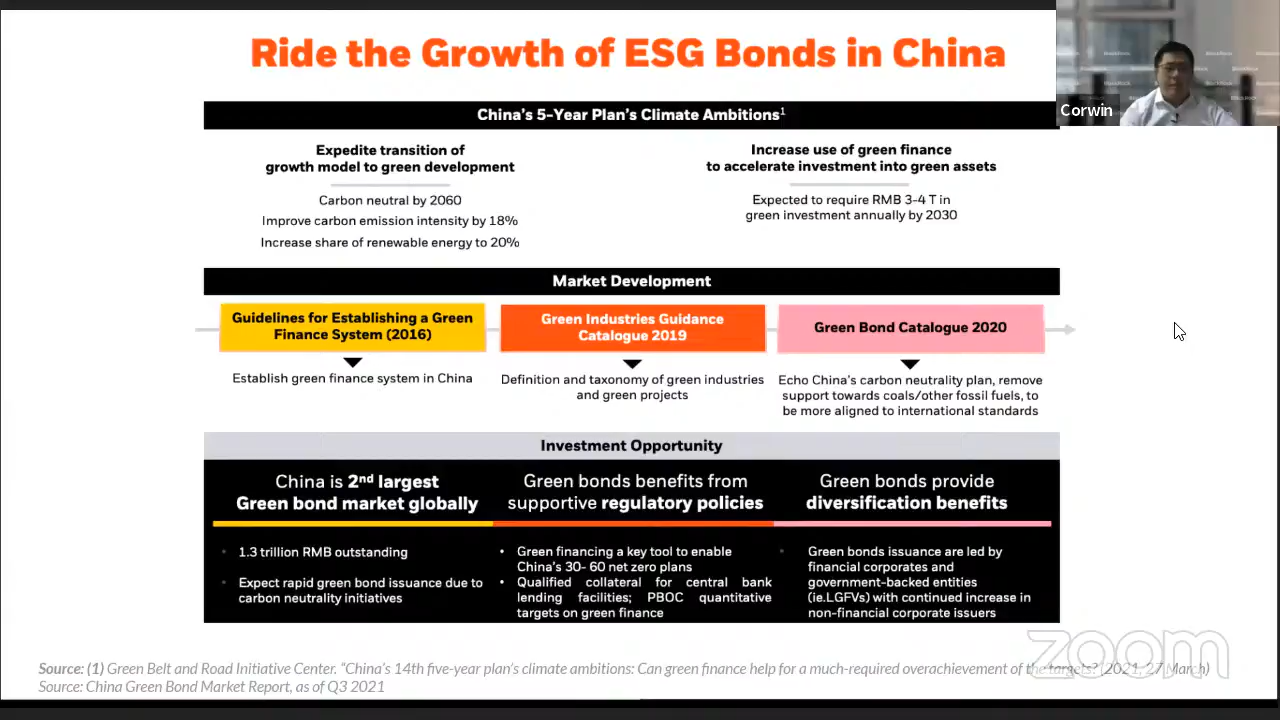 Ride the Growth of ESG Bonds in China
Corwin
China's 5-Year Plan's Climate Ambitions1
Expedite transition of
growth model to green development
Carbon neutral by 2060
Improve carbon emission intensity by 18%
Increase share of renewable energy to 20%
Increase use of green finance
to accelerate investment into green assets
Expected to require RMB 3-4 T in
green investment annually by 2030
Market Development
Guidelines for Establishing a Green
Finance System (2016)
Establish green finance system in China
Green Industries Guidance
Catalogue 2019
Definition and taxonomy of green industries
and green projects
Green Bond Catalogue 2020
Echo China's carbon neutrality plan, remove
support towards coals/other fossil fuels, to
be more aligned to international standards
Investment Opportunity
China is 2nd largest
Green bond market globally
• 1.3 trillion RMB outstanding
• Expect rapid green bond issuance due to
carbon neutrality initiatives
Green bonds benefits from
supportive regulatory policies
• Green financing a key tool to enable
China's 30- 60 net zero plans
• Qualified collateral for central bank
lending facilities; PBOC quantitative
targets on green finance
Green bonds provide
diversification benefits
• Green bonds issuance are led by
financial corporates and
government-backed entities
(ie.LGFVs) with continued increase in
non-financial corporate issuers
zoom
Source: (1) Green Belt and Road Initiative Center. "China's 14th five-year plan's climate ambitions: Can green finance help for a much-required overachievement of the targets? (2021, 27 March)
Source: China Green Bond Market Report, as of Q3 2021